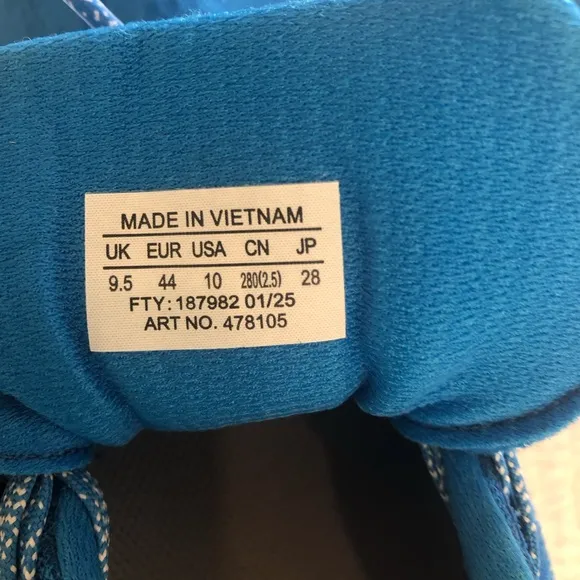 MADE IN VIETNAM
UK EUR USA CN JP
9.5 44 10 280(2.5) 28
FTY: 187982 01/25
ART NO. 478105